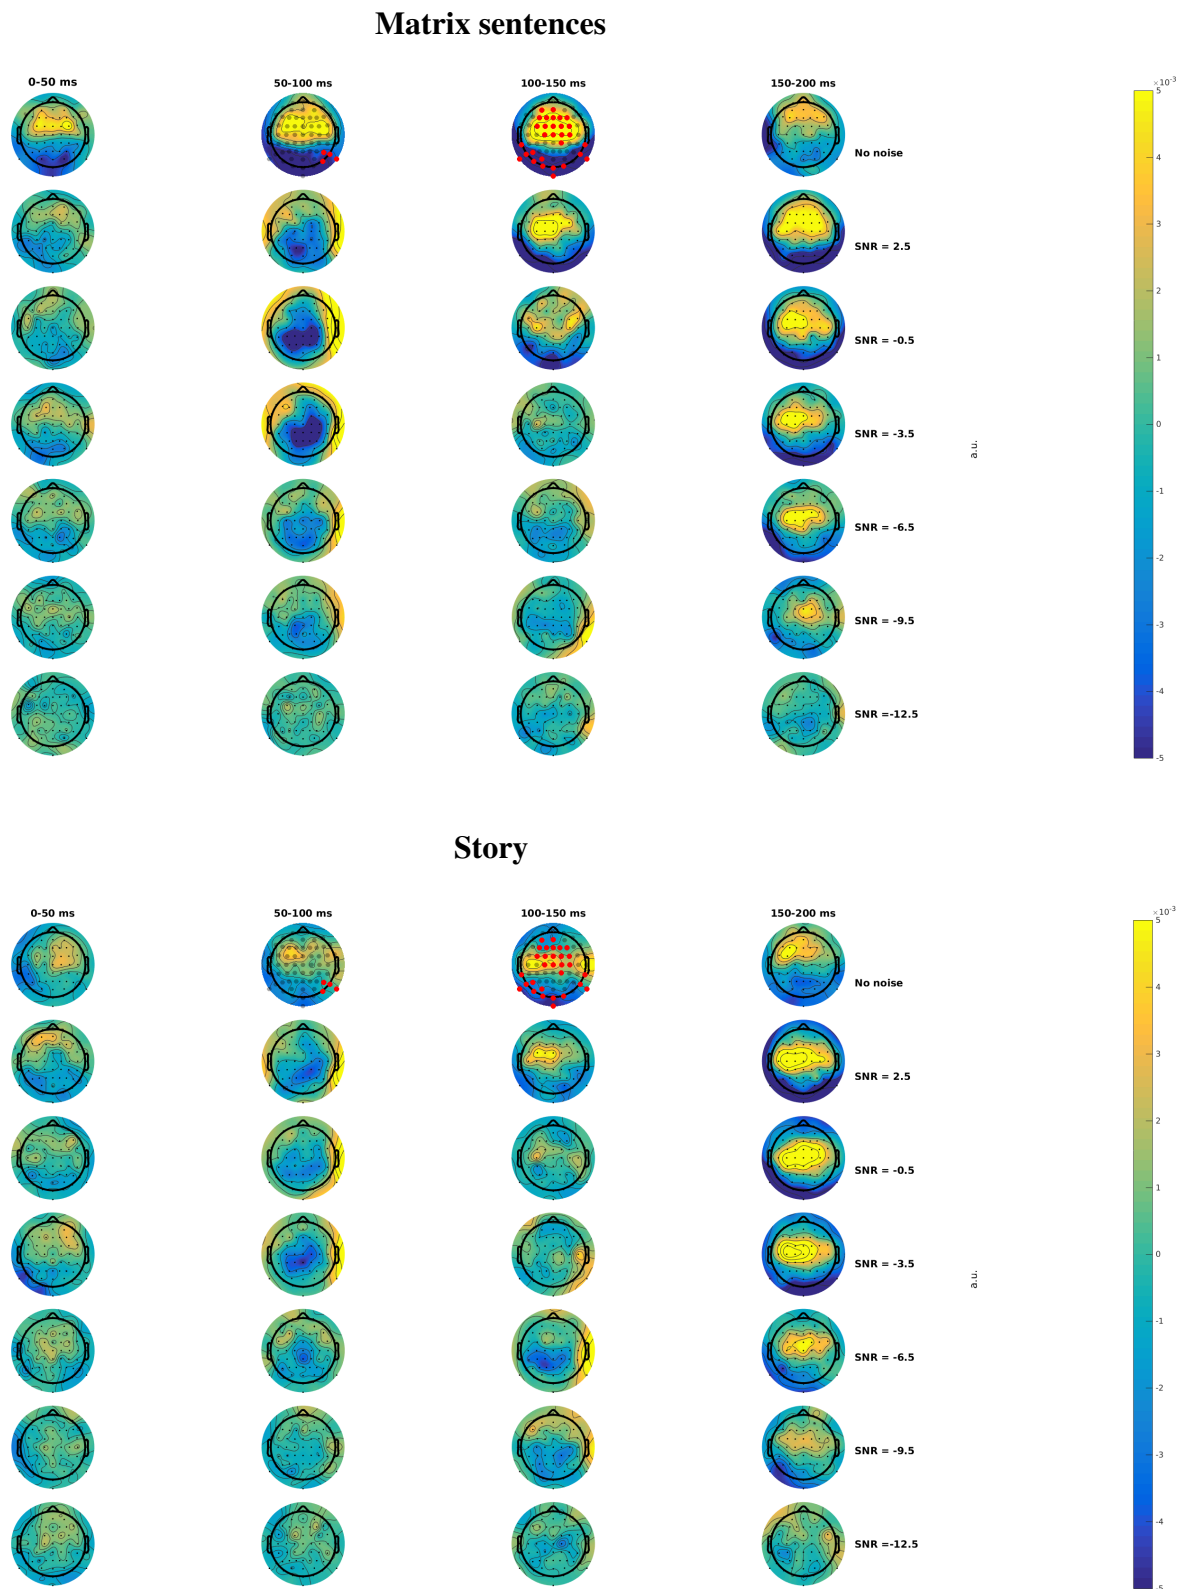 Matrix sentences
0-50 ms
50-100 ms
100-150 ms
150-200 ms
×10-3
5
4
3
2
1
0
-1
-2
-3
-4
-5
a.u.
No noise
SNR = 2.5
SNR = -0.5
SNR = -3.5
SNR = -6.5
SNR = -9.5
SNR =-12.5
Story
0-50 ms
50-100 ms
100-150 ms
150-200 ms
×10-3
5
4
3
2
1
0
-1
-2
-3
-4
-5
a.u.
No noise
SNR = 2.5
SNR = -0.5
SNR = -3.5
SNR = -6.5
SNR = -9.5
SNR =-12.5